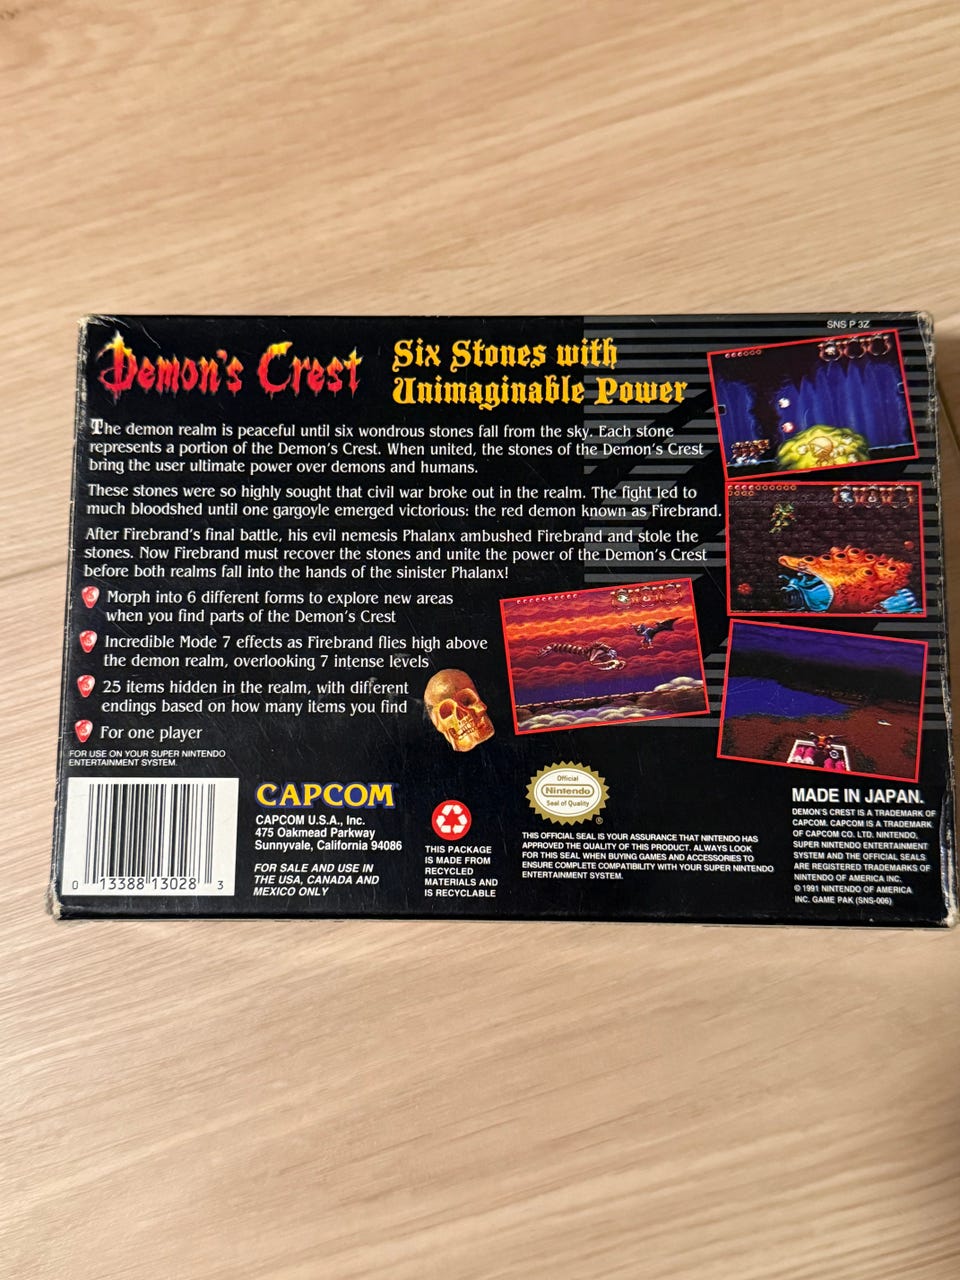 SNS P 3Z
Demon's Crest
Six Stones with
Unimaginable Power
The demon realm is peaceful until six wondrous stones fall from the sky. Each stone
represents a portion of the Demon's Crest. When united, the stones of the Demon's Crest
bring the user ultimate power over demons and humans.
These stones were so highly sought that civil war broke out in the realm. The fight led to
much bloodshed until one gargoyle emerged victorious: the red demon known as Firebrand.
After Firebrand's final battle, his evil nemesis Phalanx ambushed Firebrand and stole the
stones. Now Firebrand must recover the stones and unite the power of the Demon's Crest
before both realms fall into the hands of the sinister Phalanx!
Morph into 6 different forms to explore new areas
when you find parts of the Demon's Crest
Incredible Mode 7 effects as Firebrand flies high above
the demon realm, overlooking 7 intense levels
25 items hidden in the realm, with different
endings based on how many items you find
For one player
FOR USE ON YOUR SUPER NINTENDO
ENTERTAINMENT SYSTEM.
0 13388 13028 3
CAPCOM
CAPCOM U.S.A., Inc.
475 Oakmead Parkway
Sunnyvale, California 94086
FOR SALE AND USE IN
THE USA, CANADA AND
MEXICO ONLY
THIS PACKAGE
IS MADE FROM
RECYCLED
MATERIALS AND
IS RECYCLABLE
Official
Nintendo
Seal of Quality
®
THIS OFFICIAL SEAL IS YOUR ASSURANCE THAT NINTENDO HAS
APPROVED THE QUALITY OF THIS PRODUCT. ALWAYS LOOK
FOR THIS SEAL WHEN BUYING GAMES AND ACCESSORIES TO
ENSURE COMPLETE COMPATIBILITY WITH YOUR SUPER NINTENDO
ENTERTAINMENT SYSTEM.
MADE IN JAPAN.
DEMON'S CREST IS A TRADEMARK OF
CAPCOM. CAPCOM IS A TRADEMARK
OF CAPCOM CO. LTD. NINTENDO,
SUPER NINTENDO ENTERTAINMENT
SYSTEM AND THE OFFICIAL SEALS
ARE REGISTERED TRADEMARKS OF
NINTENDO OF AMERICA INC.
© 1991 NINTENDO OF AMERICA
INC. GAME PAK (SNS-006)